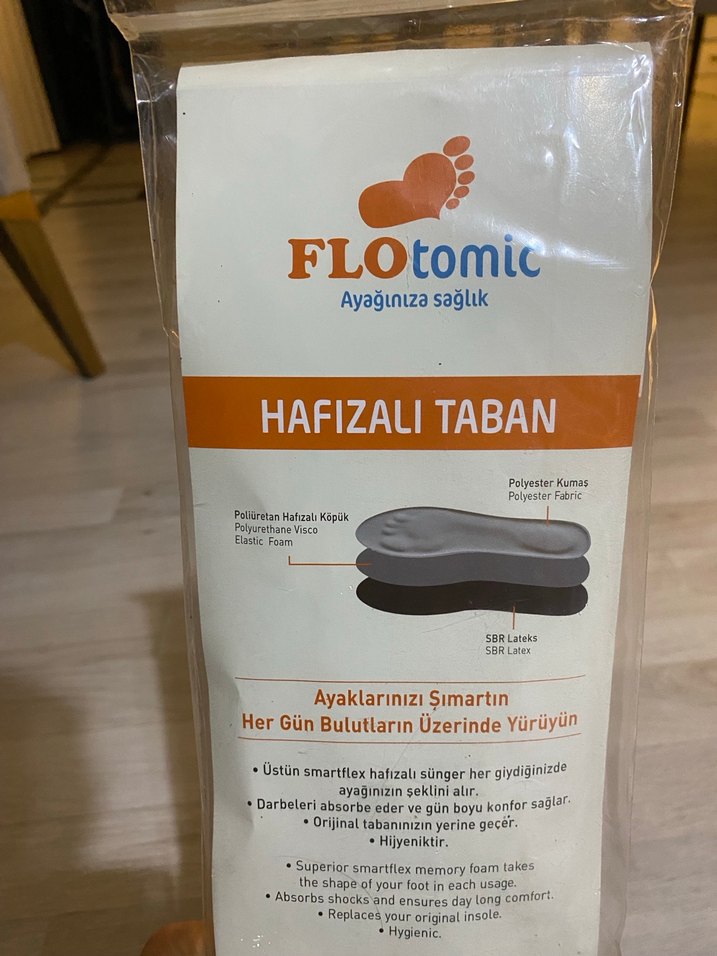 FLOtomic
Ayağınıza sağlık
HAFIZALI TABAN
Polyester Kumaş
Polyester Fabric
Poliüretan Hafızalı Köpük
Polyurethane Visco
Elastic Foam
SBR Lateks
SBR Latex
Ayaklarınızı Şımartın
Her Gün Bulutların Üzerinde Yürüyün
• Üstün smartflex hafızalı sünger her giydiğinizde
ayağınızın şeklini alır.
• Darbeleri absorbe eder ve gün boyu konfor sağlar.
• Orijinal tabanınızın yerine geçer.
• Hijyeniktir.
• Superior smartflex memory foam takes
the shape of your foot in each usage.
• Absorbs shocks and ensures day long comfort.
• Replaces your original insole.
• Hygienic.